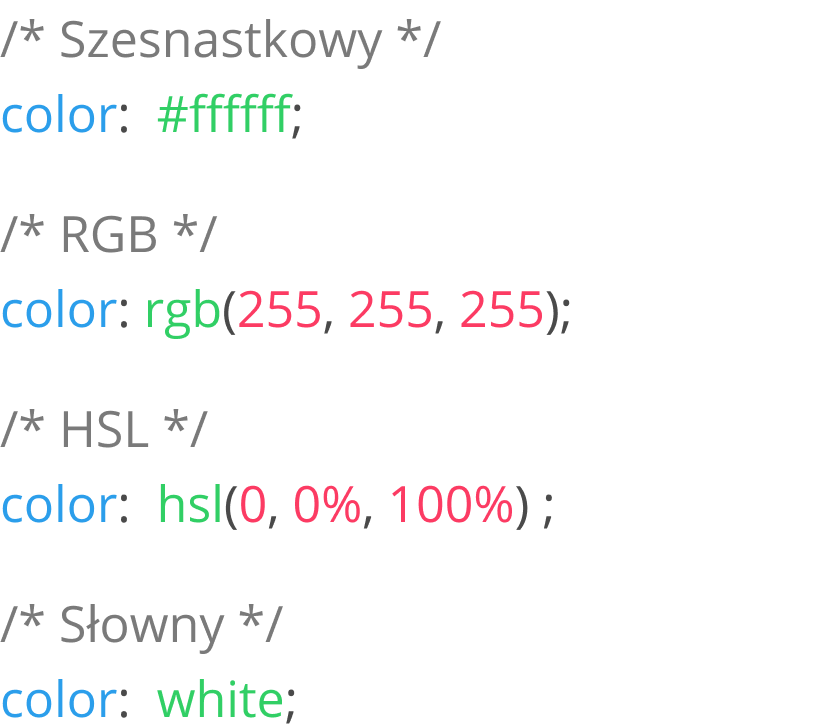 /* Szesnastkowy */
color:  #ffffff;
/* RGB */
color: rgb(255, 255, 255);
/* HSL */
color:  hsl(0, 0%, 100%) ;
/* Słowny */
color:  white;